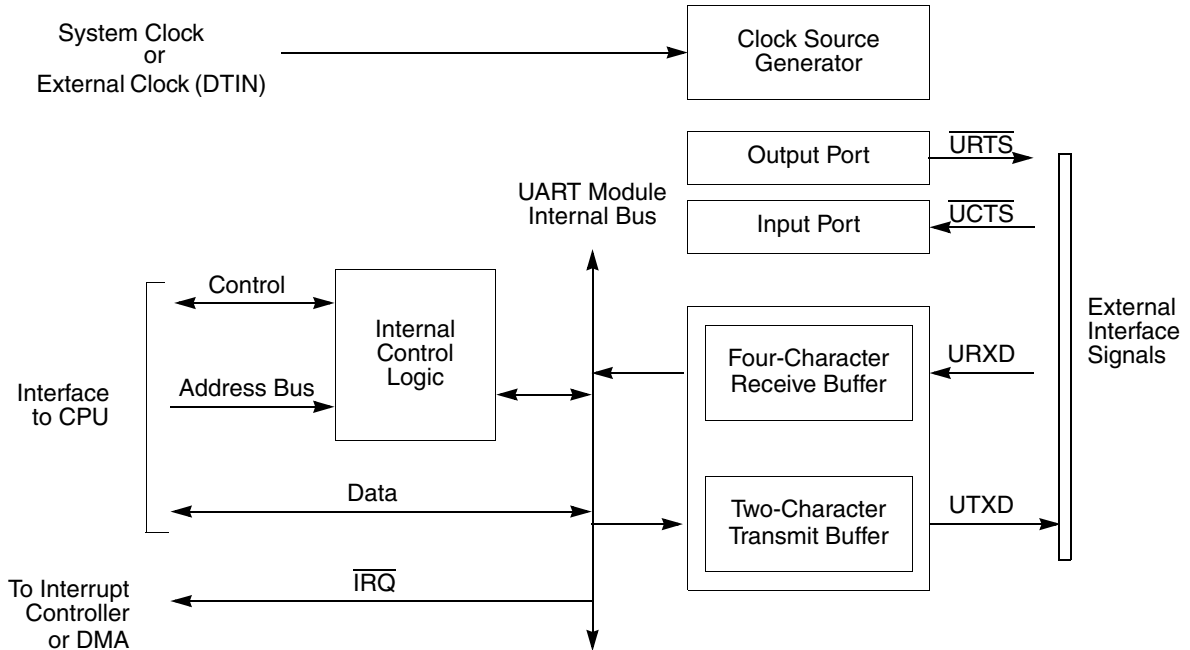 System Clock
or
External Clock (DTIN)
Clock Source
Generator
Output Port
URTS
UART Module
Internal Bus
Input Port
UCTS
Control
Internal
Control
Logic
Address Bus
Interface
to CPU
Four-Character
Receive Buffer
URXD
External
Interface
Signals
Data
Two-Character
Transmit Buffer
UTXD
IRQ
To Interrupt
Controller
or DMA